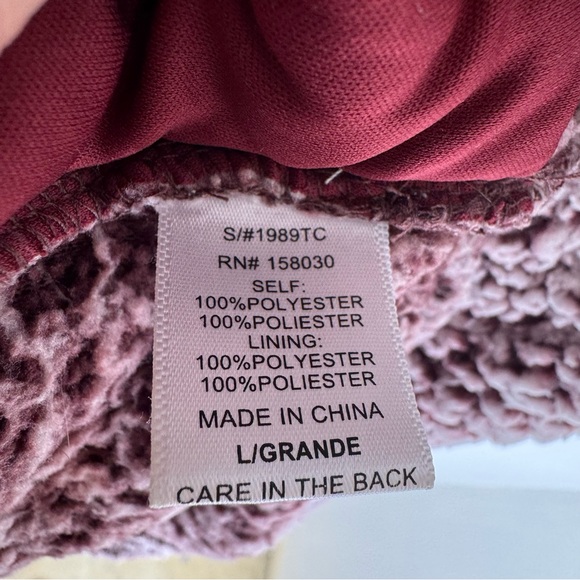 S/#1989TC
RN# 158030
SELF:
100%POLYESTER
100%POLIESTER
LINING:
100%POLYESTER
100%POLIESTER
MADE IN CHINA
L/GRANDE
CARE IN THE BACK